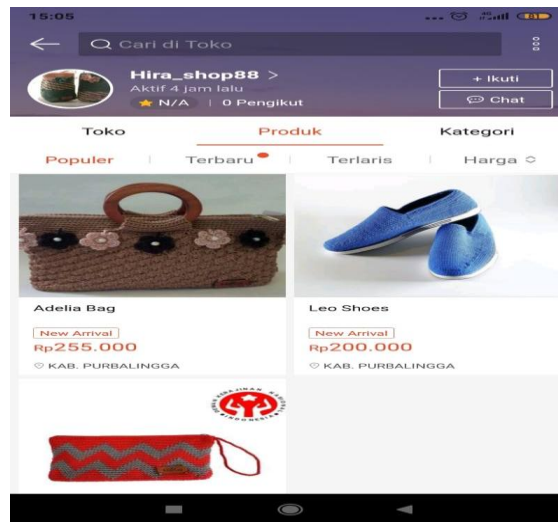 15:05
Cari di Toko
Hira_shop88 >
Aktif 4 jam lalu
N/A | 0 Pengikut
+ Ikuti
Chat
Toko
Produk
Kategori
Populer
Terbaru
Terlaris
Harga
Adelia Bag
New Arrival
Rp255.000
KAB. PURBALINGGA
Leo Shoes
New Arrival
Rp200.000
KAB. PURBALINGGA